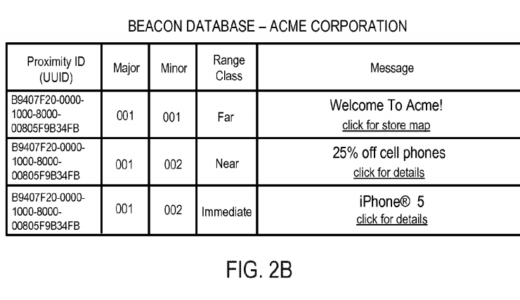 BEACON DATABASE – ACME CORPORATION
Proximity ID
(UUID)
Major
Minor
Range
Class
Message
B9407F20-0000-
1000-8000-
00805F9B34FB
001
001
Far
Welcome To Acme!
click for store map
B9407F20-0000-
1000-8000-
00805F9B34FB
001
002
Near
25% off cell phones
click for details
B9407F20-0000-
1000-8000-
00805F9B34FB
001
002
Immediate
iPhone® 5
click for details
FIG. 2B